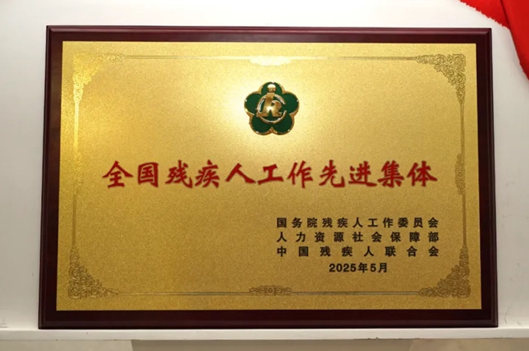 全国残疾人工作先进集体
国务院残疾人工作委员会
人力资源社会保障部
中国残疾人联合会
2025年5月